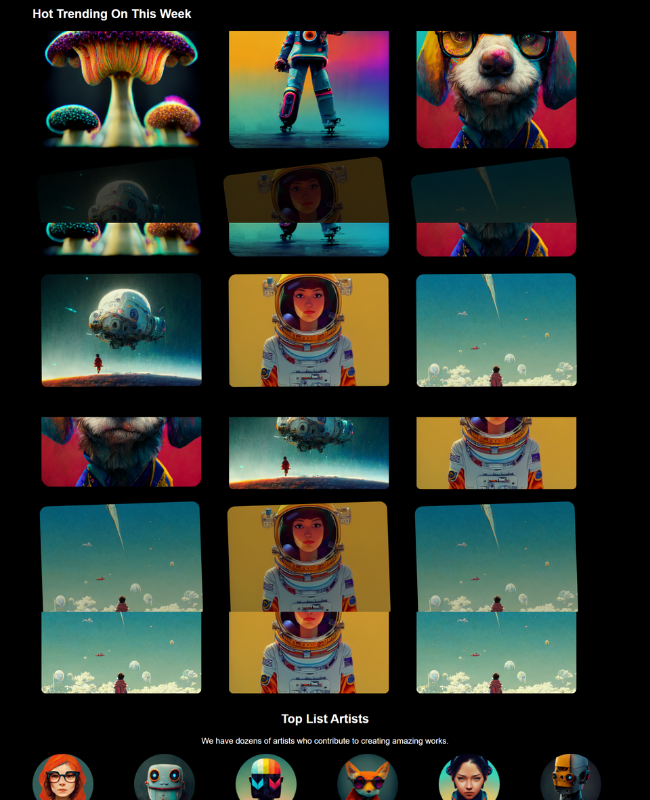 Hot Trending On This Week
Top List Artists
We have dozens of artists who contribute to creating amazing works.